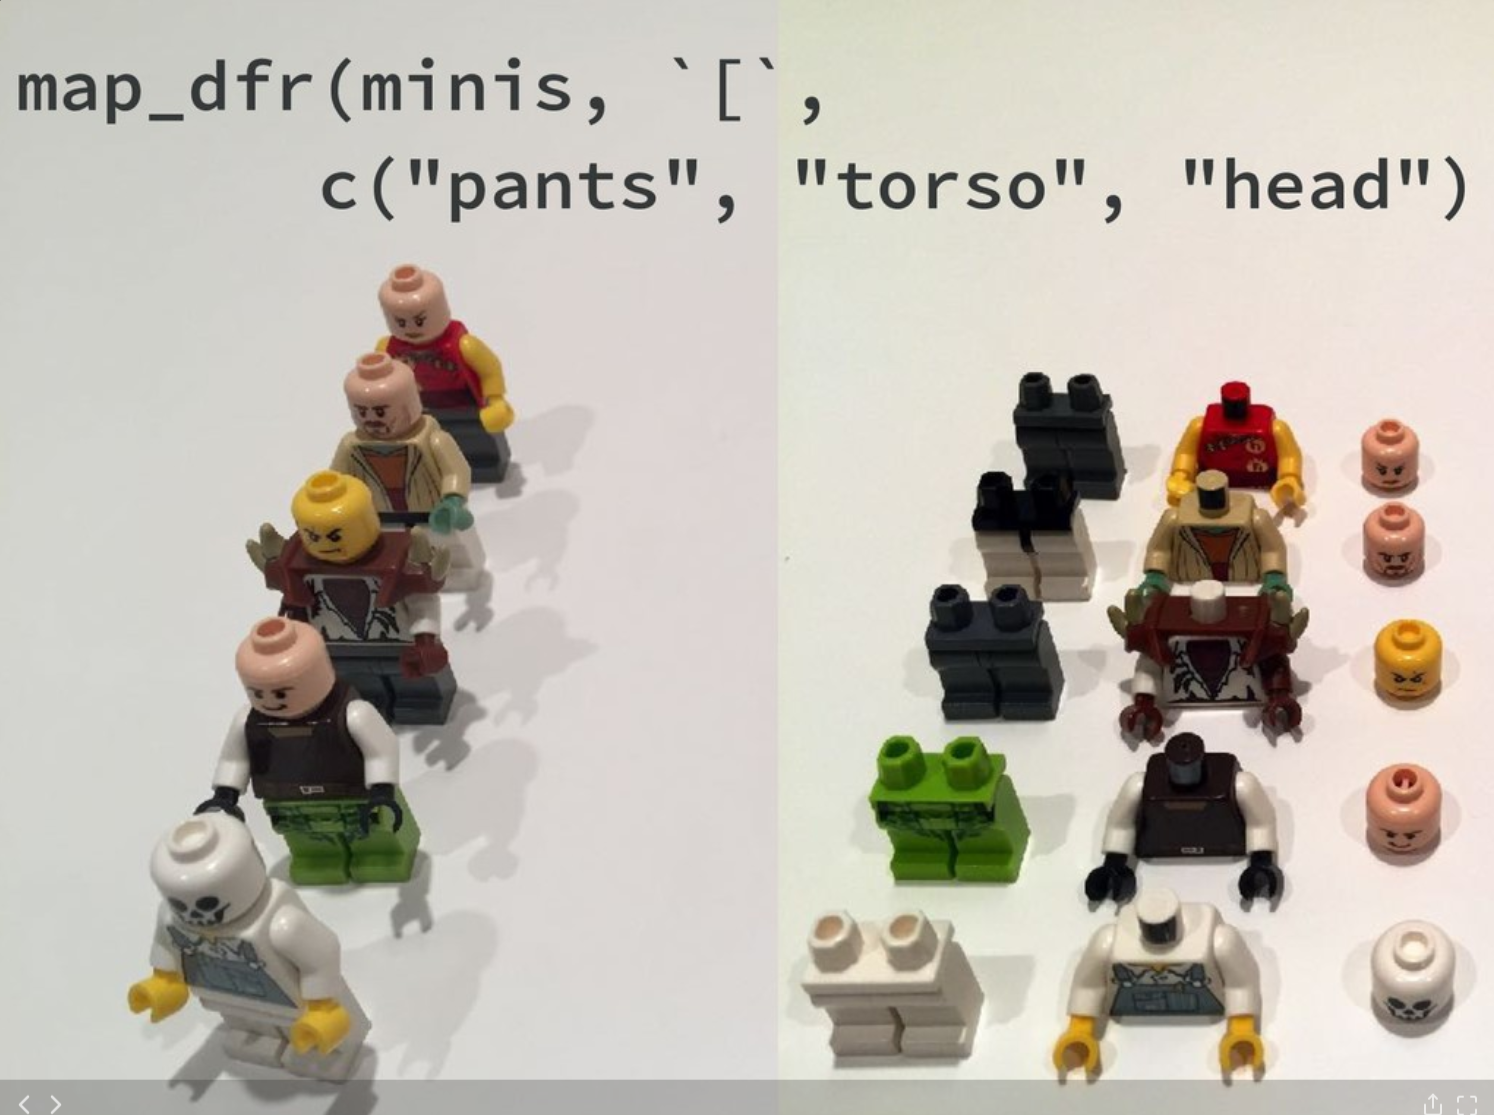 map_dfr(minis, `[`,
c("pants", "torso", "head")